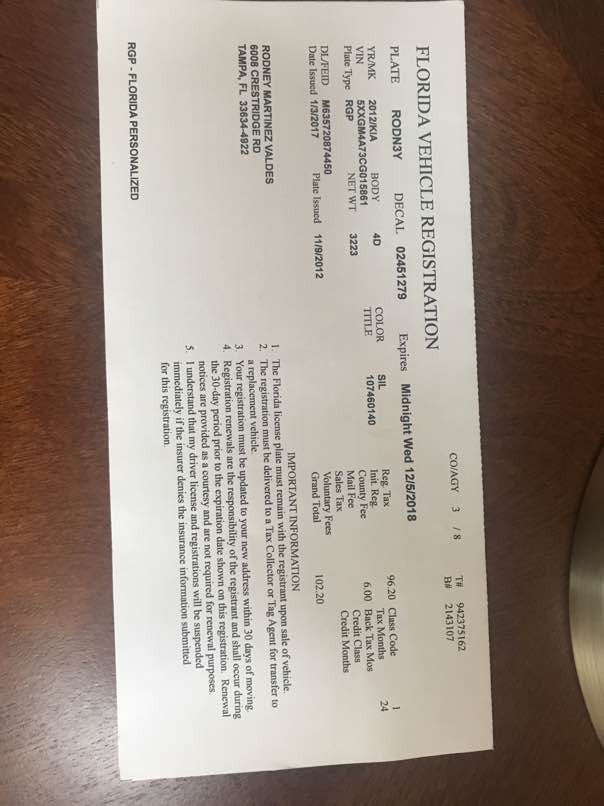 CO/AGY 3 / 8 T# 942375162
B# 2143107
FLORIDA VEHICLE REGISTRATION
PLATE RODN3Y DECAL 02451279 Expires Midnight Wed 12/5/2018
YR/MK 2012/KIA BODY 4D COLOR SIL
VIN 5XXGM4A73CG015861 TITLE 107460140
Plate Type RGP NET WT 3223
DL/FEID M635720874450
Date Issued 1/3/2017 Plate Issued 11/9/2012
Reg. Tax 96.20 Class Code 1
Init. Reg. Tax Months 24
County Fee 6.00 Back Tax Mos
Mail Fee Credit Class
Sales Tax Credit Months
Voluntary Fees
Grand Total 102.20
RODNEY MARTINEZ VALDES
6008 CRESTRIDGE RD
TAMPA, FL 33634-4922
IMPORTANT INFORMATION
1. The Florida license plate must remain with the registrant upon sale of vehicle.
2. The registration must be delivered to a Tax Collector or Tag Agent for transfer to
a replacement vehicle.
3. Your registration must be updated to your new address within 30 days of moving.
4. Registration renewals are the responsibility of the registrant and shall occur during
the 30-day period prior to the expiration date shown on this registration. Renewal
notices are provided as a courtesy and are not required for renewal purposes.
5. I understand that my driver license and registrations will be suspended
immediately if the insurer denies the insurance information submitted
for this registration.
RGP - FLORIDA PERSONALIZED